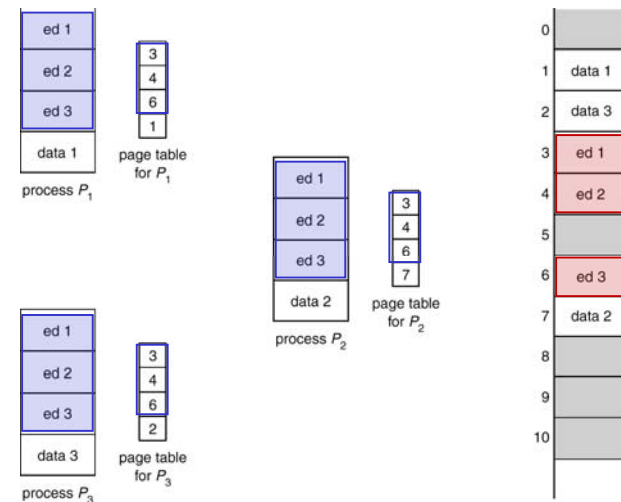 ed 1
ed 2
ed 3
data 1
process P1
3
4
6
1
page table
for P1
ed 1
ed 2
ed 3
data 2
process P2
3
4
6
7
page table
for P2
ed 1
ed 2
ed 3
data 3
process P3
3
4
6
2
page table
for P3
0
1 data 1
2 data 3
3 ed 1
4 ed 2
5
6 ed 3
7 data 2
8
9
10